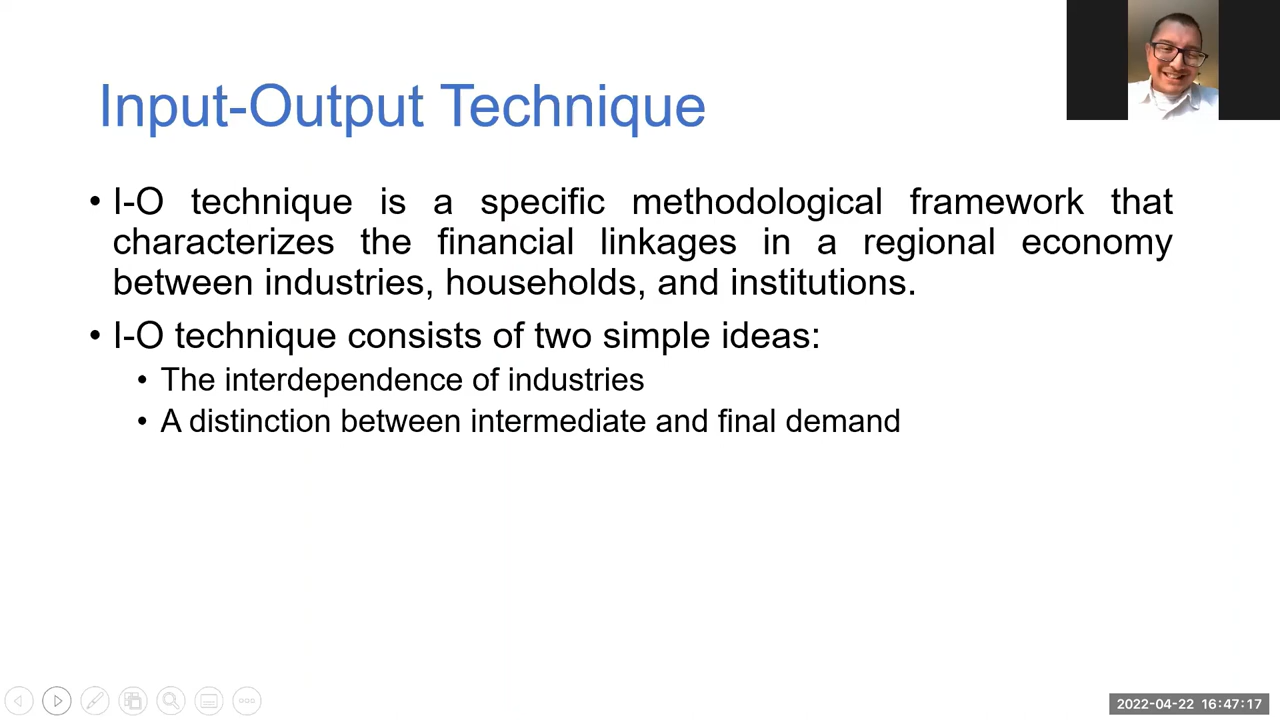 Input-Output Technique
• I-O technique is a specific methodological framework that
characterizes the financial linkages in a regional economy
between industries, households, and institutions.
• I-O technique consists of two simple ideas:
• The interdependence of industries
• A distinction between intermediate and final demand
2022-04-22 16:47:17